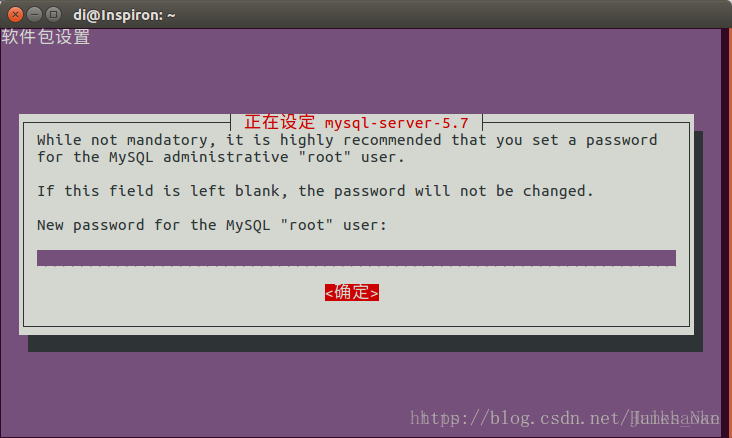 di@Inspiron: ~
软件包设置
正在设定 mysql-server-5.7
While not mandatory, it is highly recommended that you set a password
for the MySQL administrative "root" user.
If this field is left blank, the password will not be changed.
New password for the MySQL "root" user:
<确定>
https://blog.csdn.net/